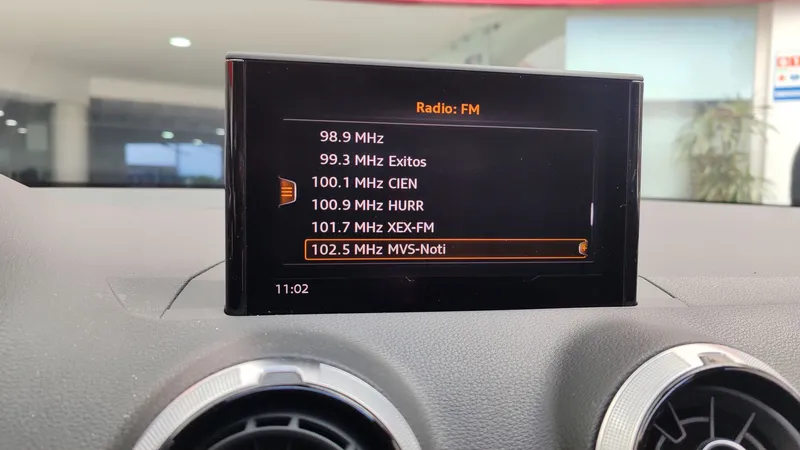 Radio: FM
98.9 MHz
99.3 MHz Exitos
100.1 MHz CIEN
100.9 MHz HURR
101.7 MHz XEX-FM
102.5 MHz MVS-Noti
11:02